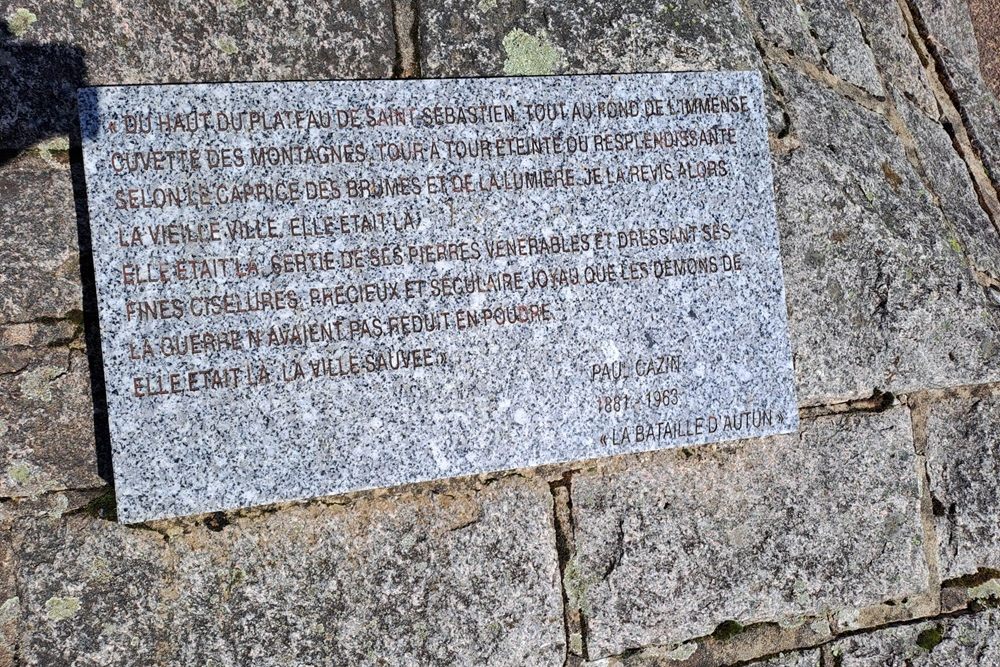 « DU HAUT DU PLATEAU DE SAINT SEBASTIEN, TOUT AU FOND DE L'IMMENSE
CUVETTE DES MONTAGNES, TOUR A TOUR ETEINTE OU RESPLENDISSANTE
SELON LE CAPRICE DES BRUMES ET DE LA LUMIERE, JE LA REVIS ALORS,
LA VIEILLE VILLE. ELLE ETAIT LA !
ELLE ETAIT LA, SERTIE DE SES PIERRES VENERABLES ET DRESSANT SES
FINES CISELURES, PRECIEUX ET SECULAIRE JOYAU QUE LES DEMONS DE
LA GUERRE N'AVAIENT PAS REDUIT EN POUDRE.
ELLE ETAIT LA, LA VILLE SAUVEE »
PAUL CAZIN
1881 - 1963
« LA BATAILLE D'AUTUN »